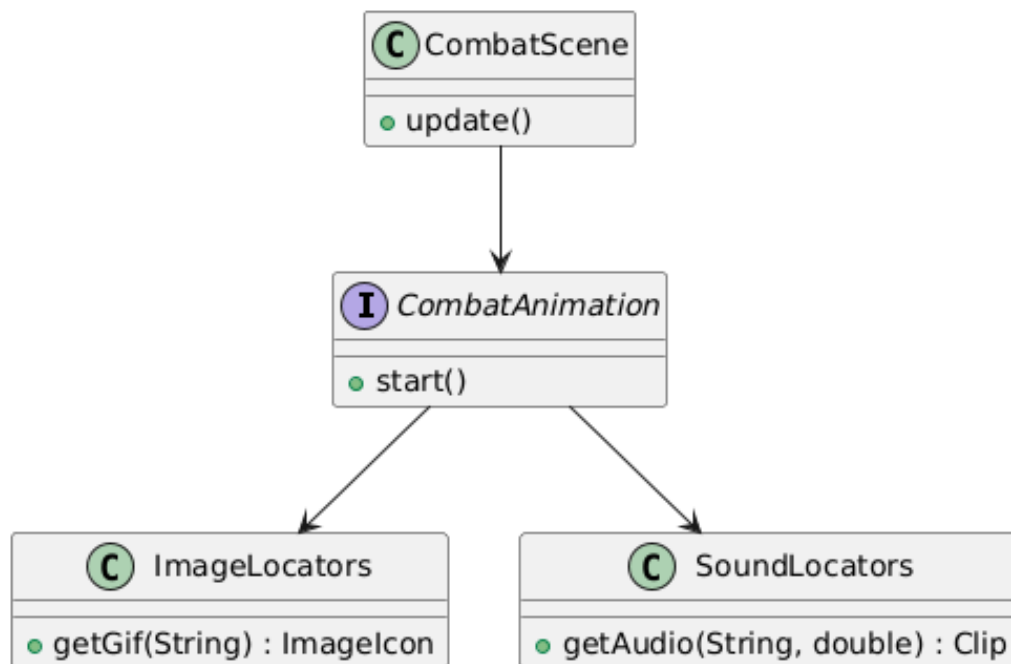 C CombatScene
update()
I CombatAnimation
start()
C ImageLocators
getGif(String) : ImageIcon
C SoundLocators
getAudio(String, double) : Clip